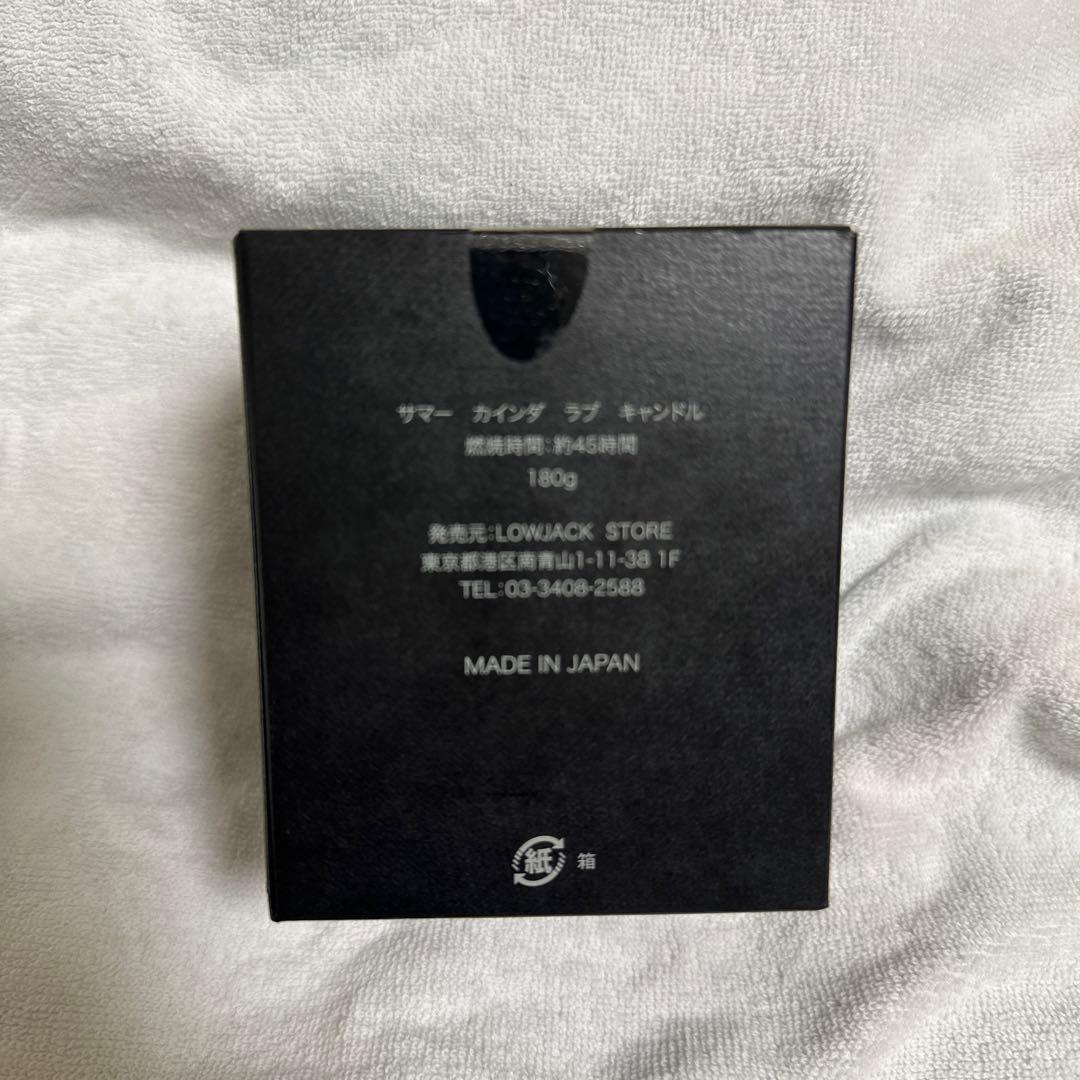 サマー　カインダ　ラブ　キャンドル
燃焼時間:約45時間
180g
発売元:LOWJACK STORE
東京都港区南青山1-11-38 1F
TEL:03-3408-2588
MADE IN JAPAN
紙 箱